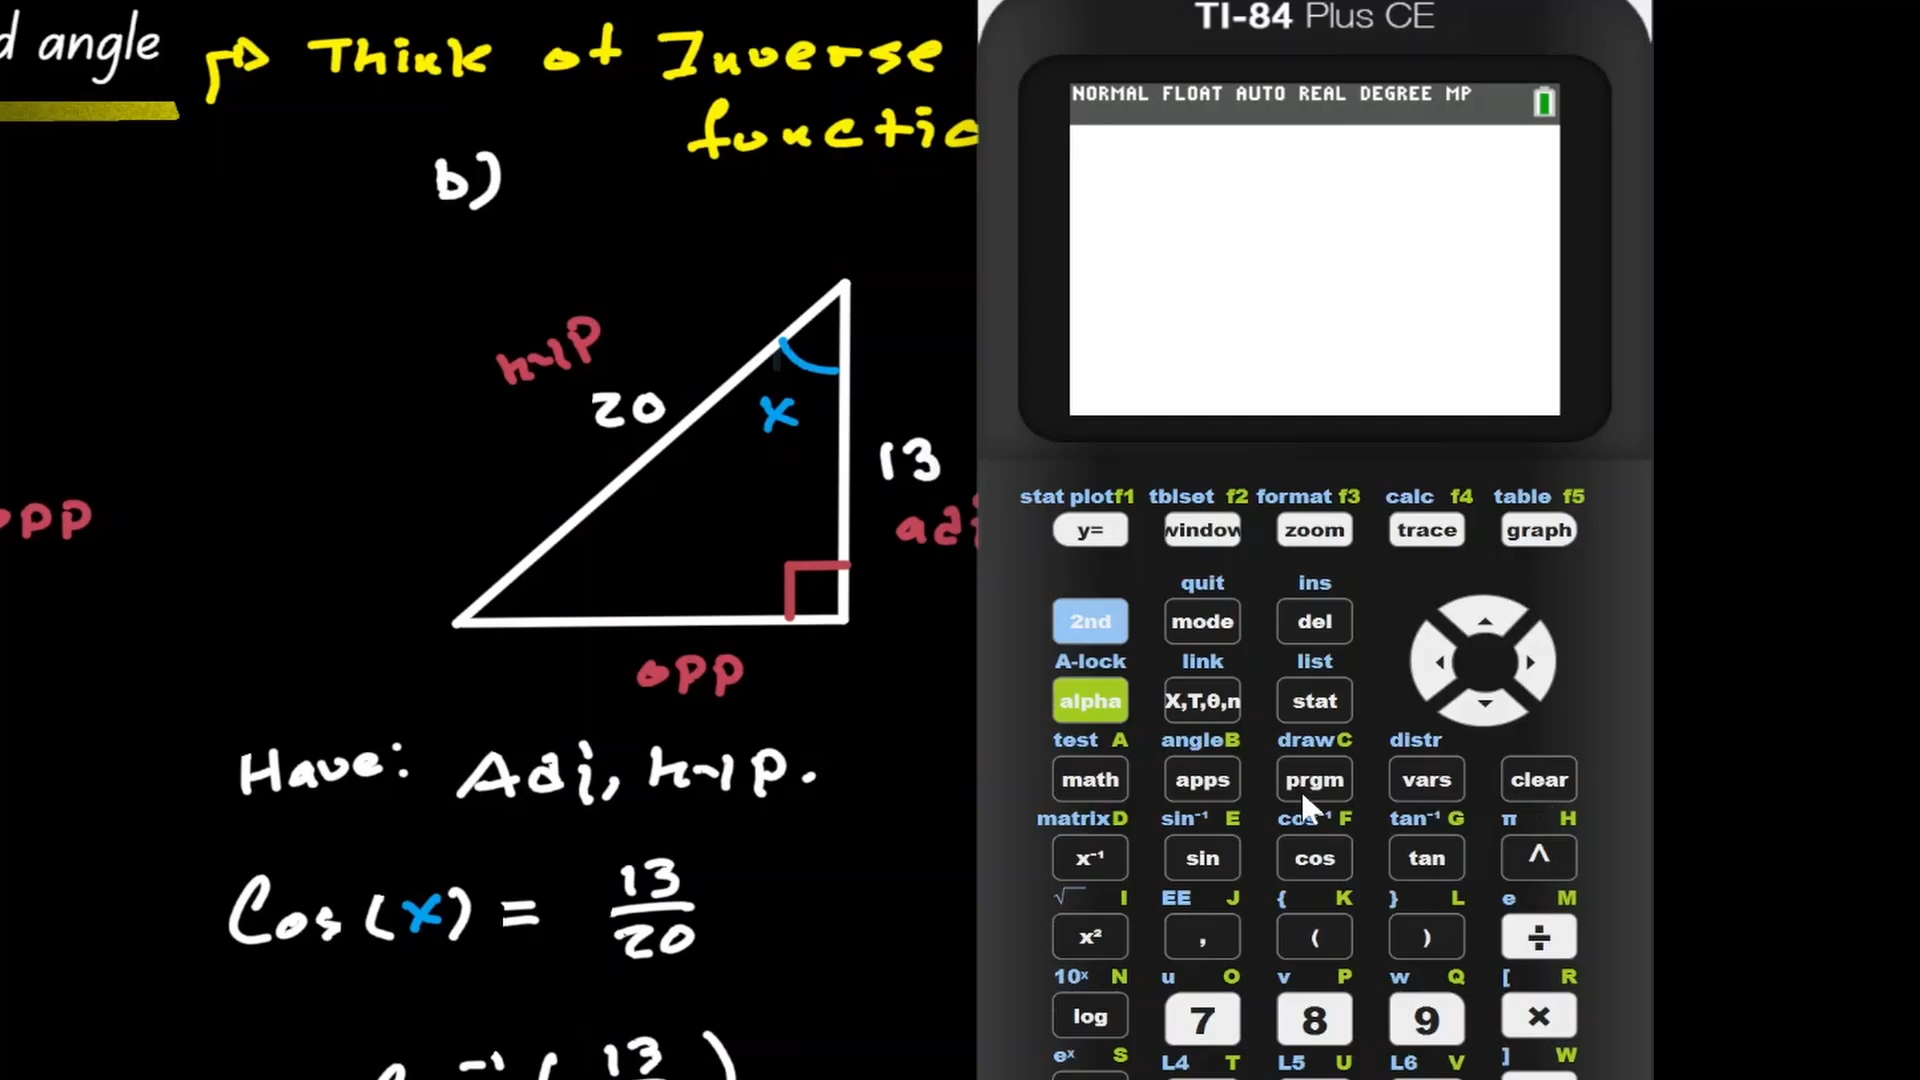 d angle
Think of Inverse
functio
b)
hyp
20
x
13
adj
opp
opp
Have: Adj, hyp.
Cos(x) = 13/20
-1 ( 13 )
TI-84 Plus CE
NORMAL FLOAT AUTO REAL DEGREE MP
stat plot f1 tblset f2 format f3 calc f4 table f5
y= window zoom trace graph
quit ins
2nd mode del
A-lock link list
alpha X,T,θ,n stat
test A angle B draw C distr
math apps prgm vars clear
matrix D sin⁻¹ E cos⁻¹ F tan⁻¹ G π H
x⁻¹ sin cos tan ^
√ I EE J { K } L e M
x² , ( ) ÷
10ˣ N u O v P w Q [ R
log 7 8 9 ×
eˣ S L4 T L5 U L6 V ] W